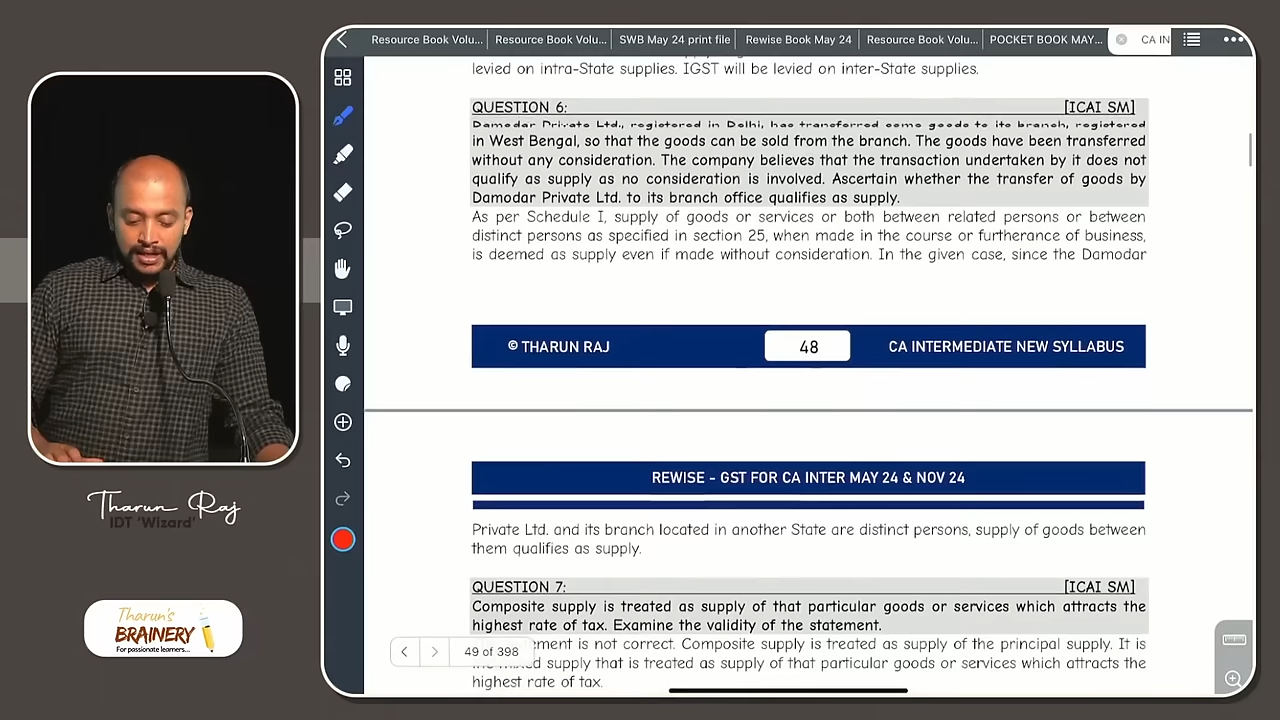 Resource Book Volu...
Resource Book Volu...
SWB May 24 print file
Rewise Book May 24
Resource Book Volu...
POCKET BOOK MAY...
CA IN
levied on intra-State supplies. IGST will be levied on inter-State supplies.
QUESTION 6: [ICAI SM]
Damodar Private Ltd., registered in Delhi, has transferred some goods to its branch, registered
in West Bengal, so that the goods can be sold from the branch. The goods have been transferred
without any consideration. The company believes that the transaction undertaken by it does not
qualify as supply as no consideration is involved. Ascertain whether the transfer of goods by
Damodar Private Ltd. to its branch office qualifies as supply.
As per Schedule I, supply of goods or services or both between related persons or between
distinct persons as specified in section 25, when made in the course or furtherance of business,
is deemed as supply even if made without consideration. In the given case, since the Damodar
© THARUN RAJ 48 CA INTERMEDIATE NEW SYLLABUS
REWISE - GST FOR CA INTER MAY 24 & NOV 24
Private Ltd. and its branch located in another State are distinct persons, supply of goods between
them qualifies as supply.
QUESTION 7: [ICAI SM]
Composite supply is treated as supply of that particular goods or services which attracts the
highest rate of tax. Examine the validity of the statement.
ement is not correct. Composite supply is treated as supply of the principal supply. It is
supply that is treated as supply of that particular goods or services which attracts the
highest rate of tax.
49 of 398
Tharun Raj
IDT 'Wizard'
Tharun's
BRAINERY
For passionate learners...